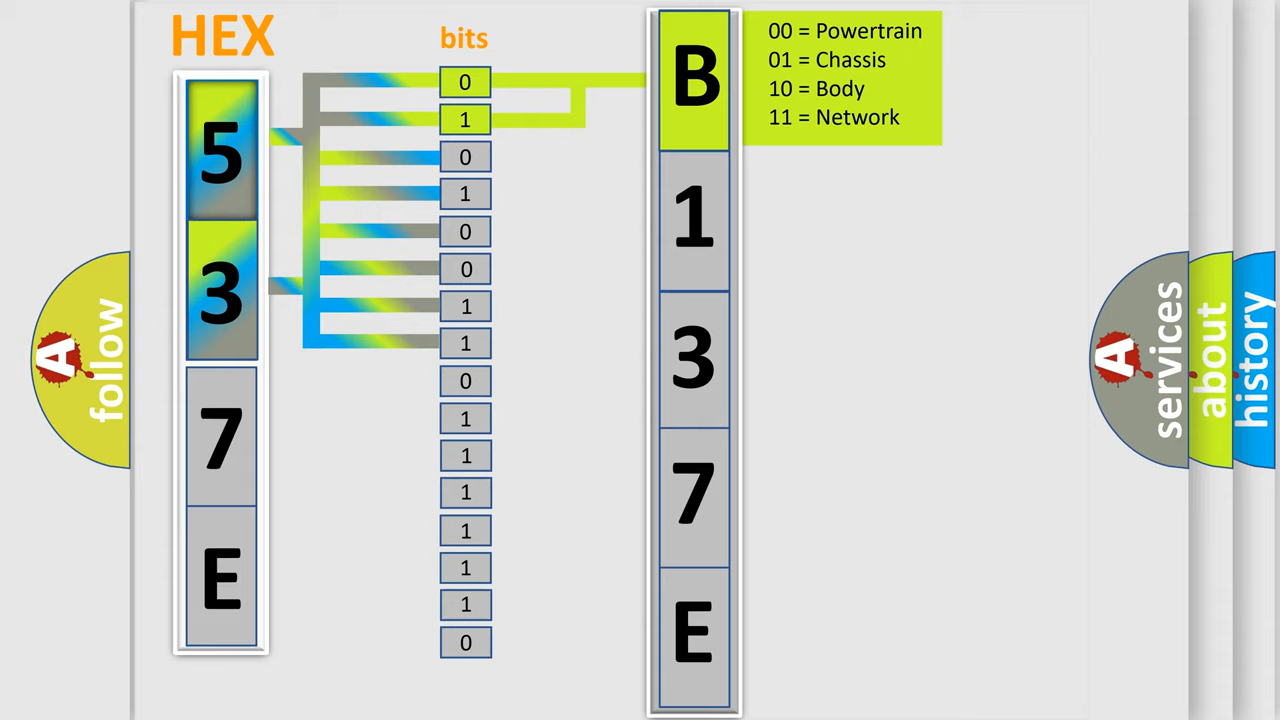 HEX
bits
5
3
7
E
0
1
0
1
0
0
1
1
0
1
1
1
1
1
1
0
B
1
3
7
E
00 = Powertrain
01 = Chassis
10 = Body
11 = Network
A
follow
A
services
about
history